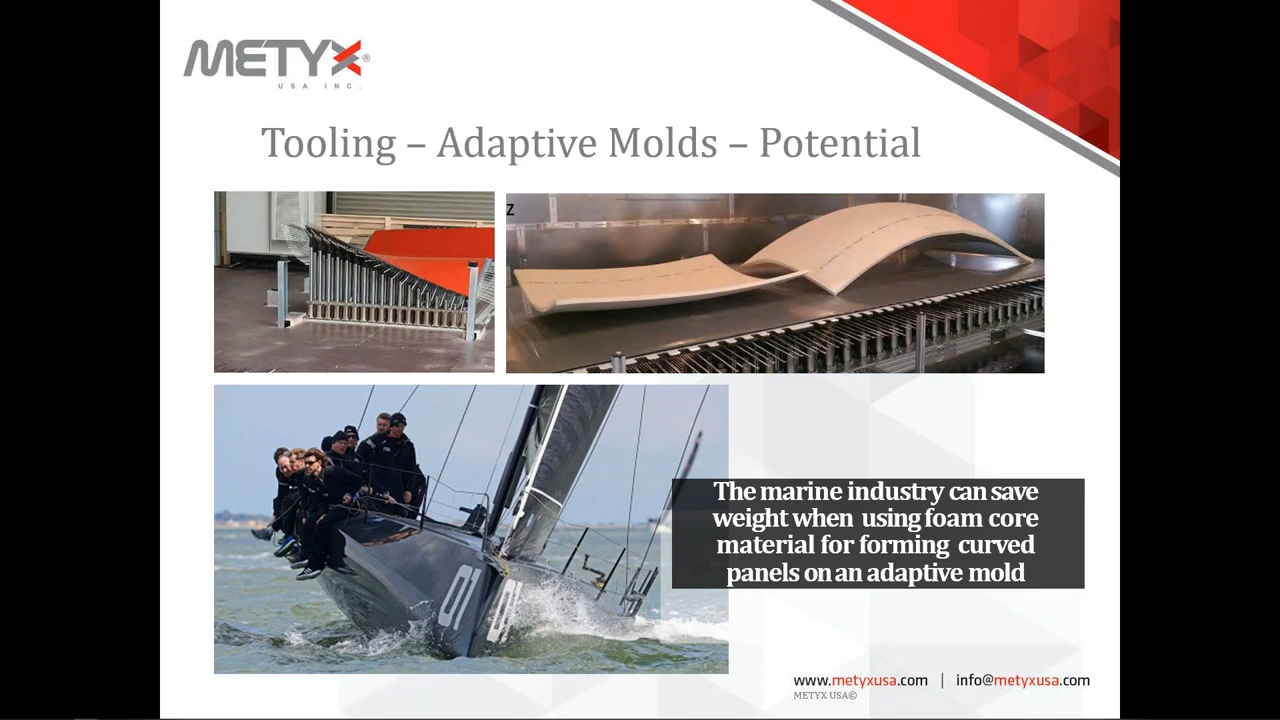 METYX®
USA INC.
Tooling – Adaptive Molds – Potential
z
01
The marine industry can save
weight when using foam core
material for forming curved
panels on an adaptive mold
www.metyxusa.com | info@metyxusa.com
METYX USA©